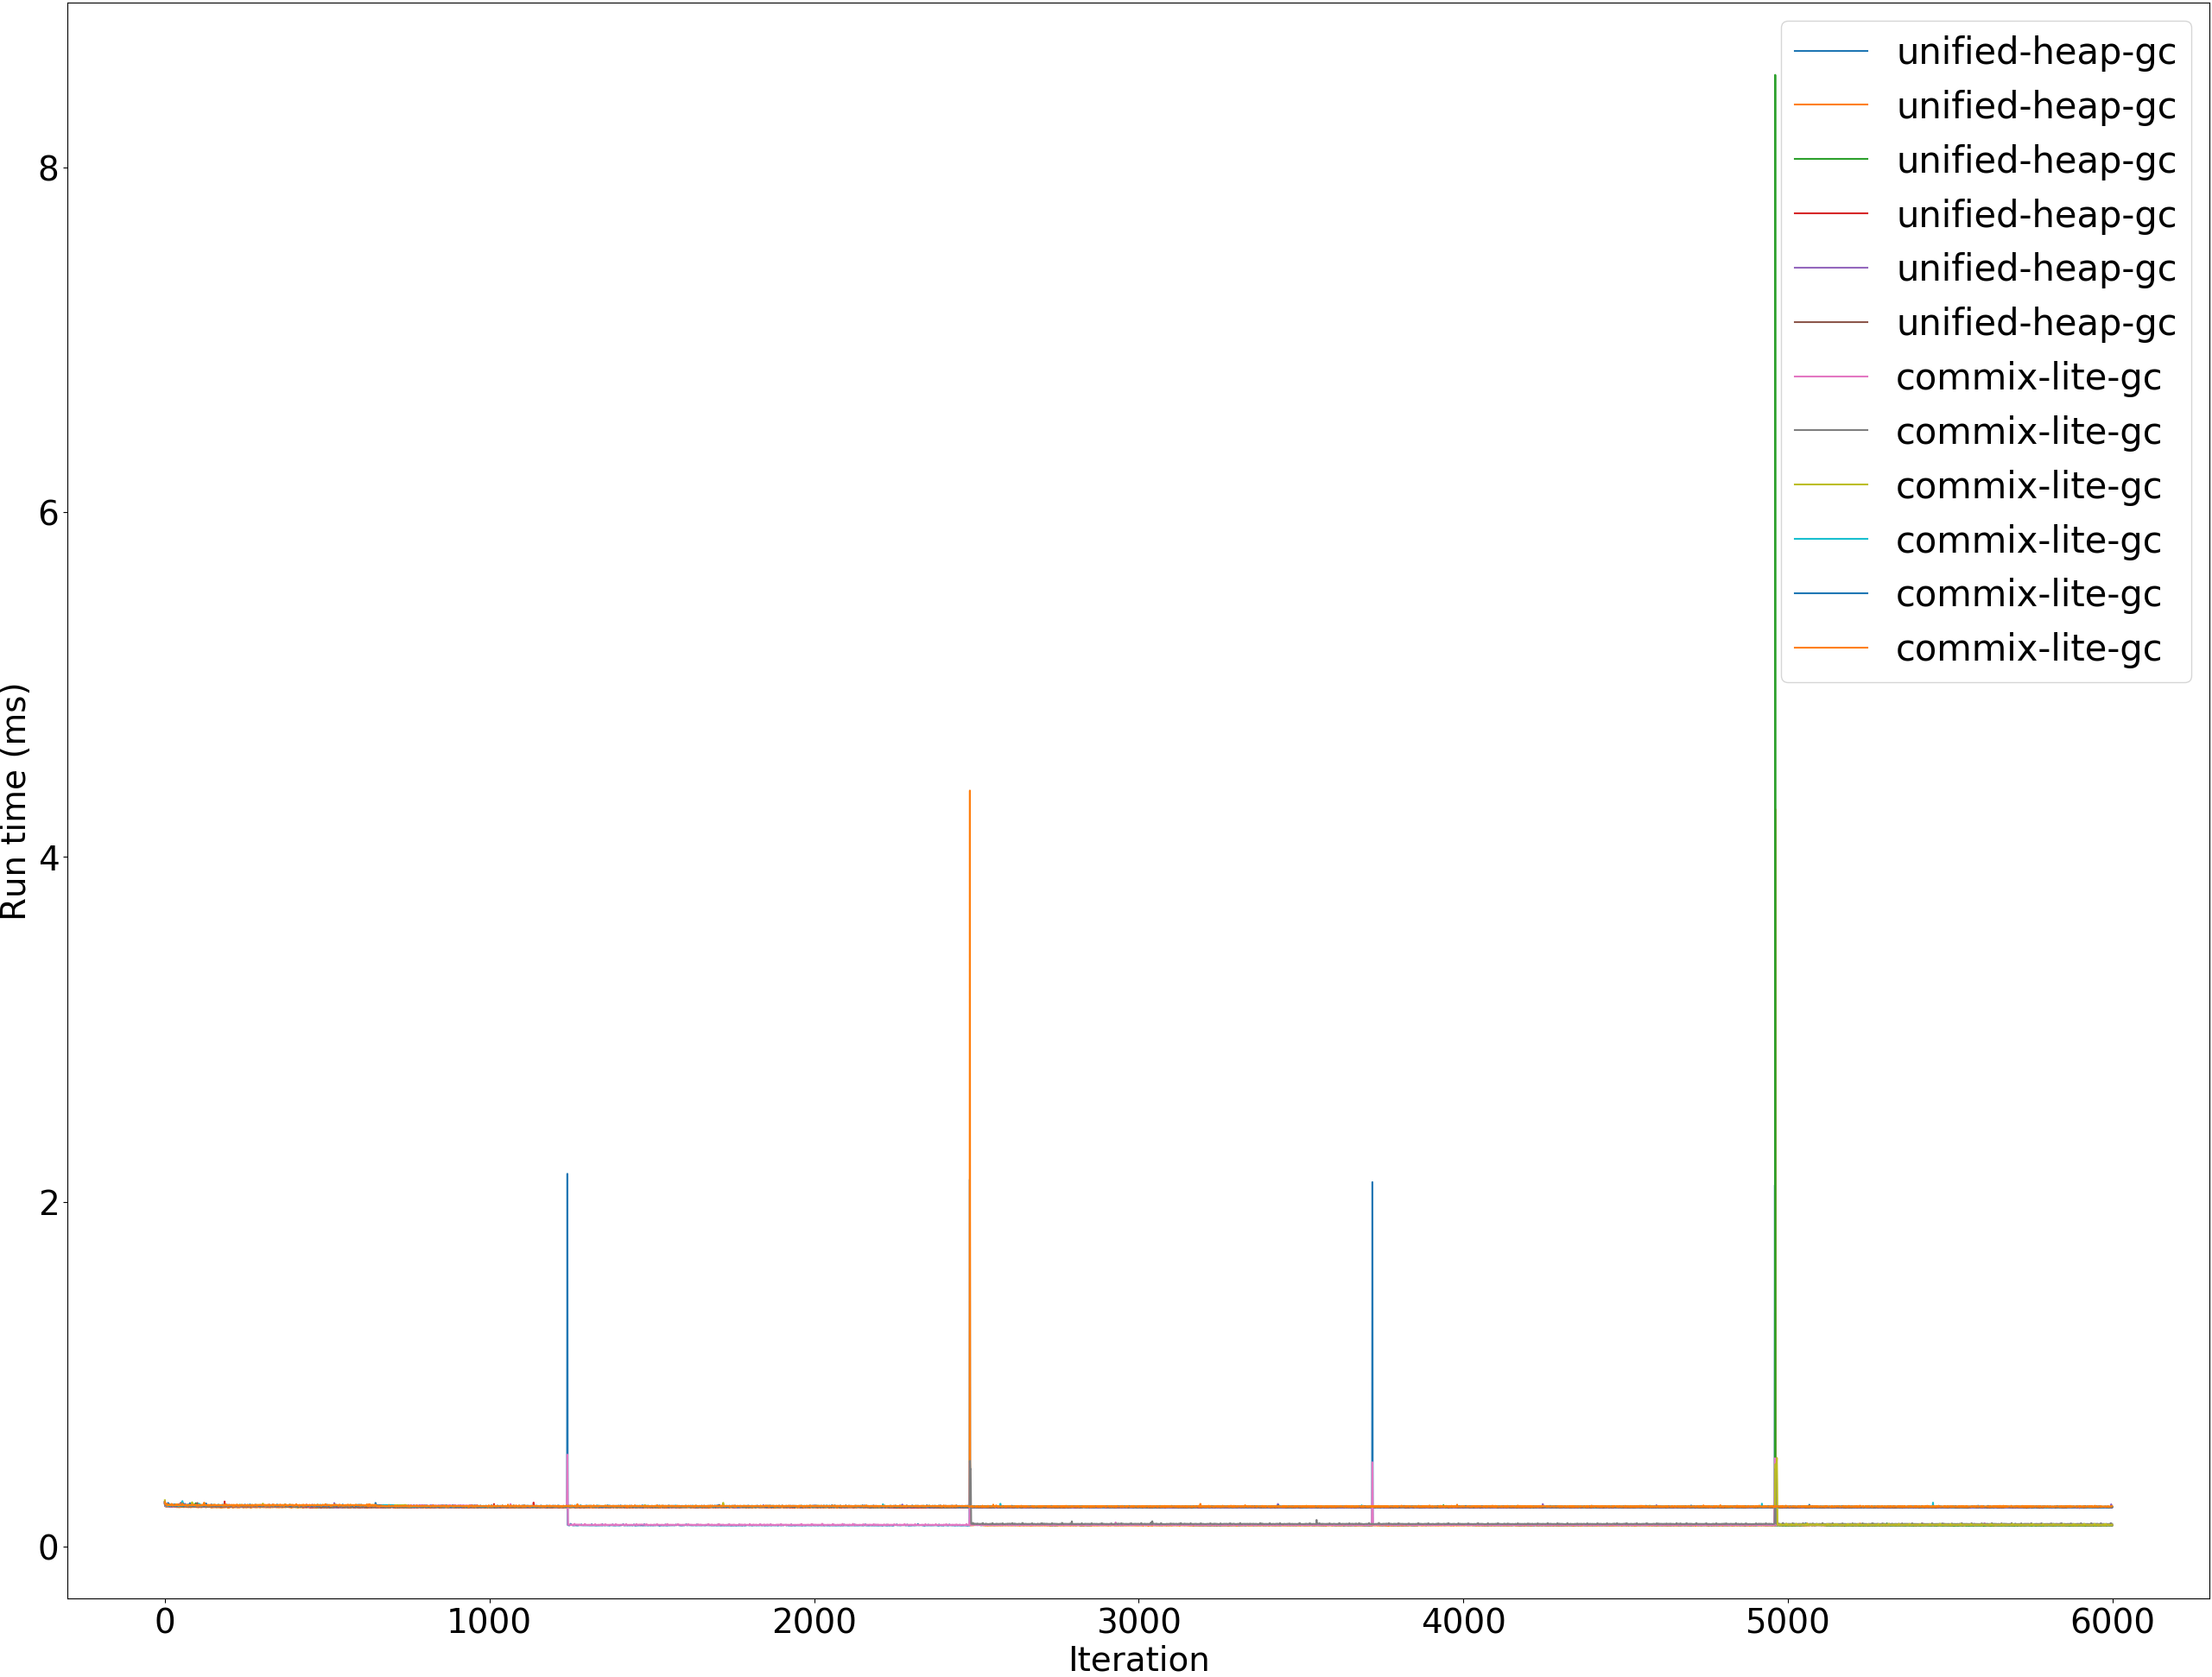 unified-heap-gc
unified-heap-gc
unified-heap-gc
unified-heap-gc
unified-heap-gc
unified-heap-gc
commix-lite-gc
commix-lite-gc
commix-lite-gc
commix-lite-gc
commix-lite-gc
commix-lite-gc
8
6
4
2
0
Run time (ms)
0 1000 2000 3000 4000 5000 6000
Iteration